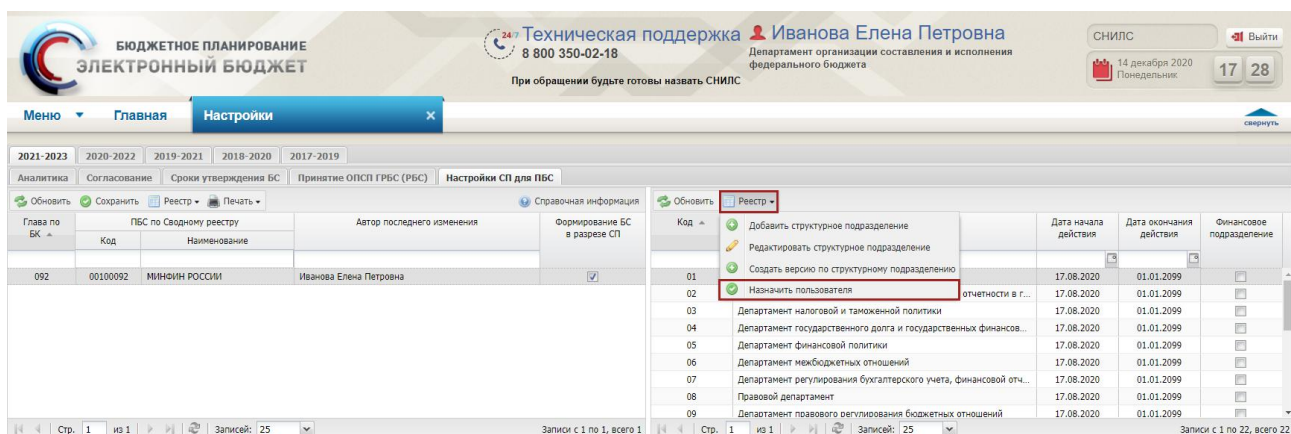 БЮДЖЕТНОЕ ПЛАНИРОВАНИЕ
ЭЛЕКТРОННЫЙ БЮДЖЕТ
24/7 Техническая поддержка
8 800 350-02-18
При обращении будьте готовы назвать СНИЛС
Иванова Елена Петровна
Департамент организации составления и исполнения
федерального бюджета
СНИЛС
Выйти
14 декабря 2020
Понедельник
17 28
Меню Главная Настройки
свернуть
2021-2023 2020-2022 2019-2021 2018-2020 2017-2019
Аналитика Согласование Сроки утверждения БС Принятие ОПСП ГРБС (РБС) Настройки СП для ПБС
Обновить Сохранить Реестр Печать Справочная информация
Глава по БК ПБС по Сводному реестру Автор последнего изменения Формирование БС в разрезе СП
Код Наименование
092 00100092 МИНФИН РОССИИ Иванова Елена Петровна
Стр. 1 из 1 Записей: 25 Записи с 1 по 1, всего 1
Обновить Реестр
Код Дата начала действия Дата окончания действия Финансовое подразделение
Добавить структурное подразделение
Редактировать структурное подразделение
Создать версию по структурному подразделению
Назначить пользователя
01 17.08.2020 01.01.2099
02 отчетности в г... 17.08.2020 01.01.2099
03 Департамент налоговой и таможенной политики 17.08.2020 01.01.2099
04 Департамент государственного долга и государственных финансов... 17.08.2020 01.01.2099
05 Департамент финансовой политики 17.08.2020 01.01.2099
06 Департамент межбюджетных отношений 17.08.2020 01.01.2099
07 Департамент регулирования бухгалтерского учета, финансовой отч... 17.08.2020 01.01.2099
08 Правовой департамент 17.08.2020 01.01.2099
09 Департамент правового регулирования бюджетных отношений 17.08.2020 01.01.2099
Стр. 1 из 1 Записей: 25 Записи с 1 по 22, всего 22